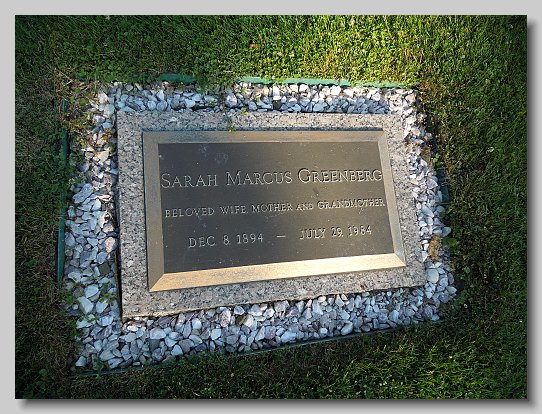 SARAH MARCUS GREENBERG
BELOVED WIFE, MOTHER AND GRANDMOTHER
DEC. 8, 1894 — JULY 29, 1984